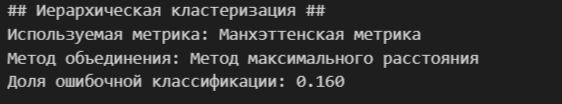 ## Иерархическая кластеризация ##
Используемая метрика: Манхэттенская метрика
Метод объединения: Метод максимального расстояния
Доля ошибочной классификации: 0.160